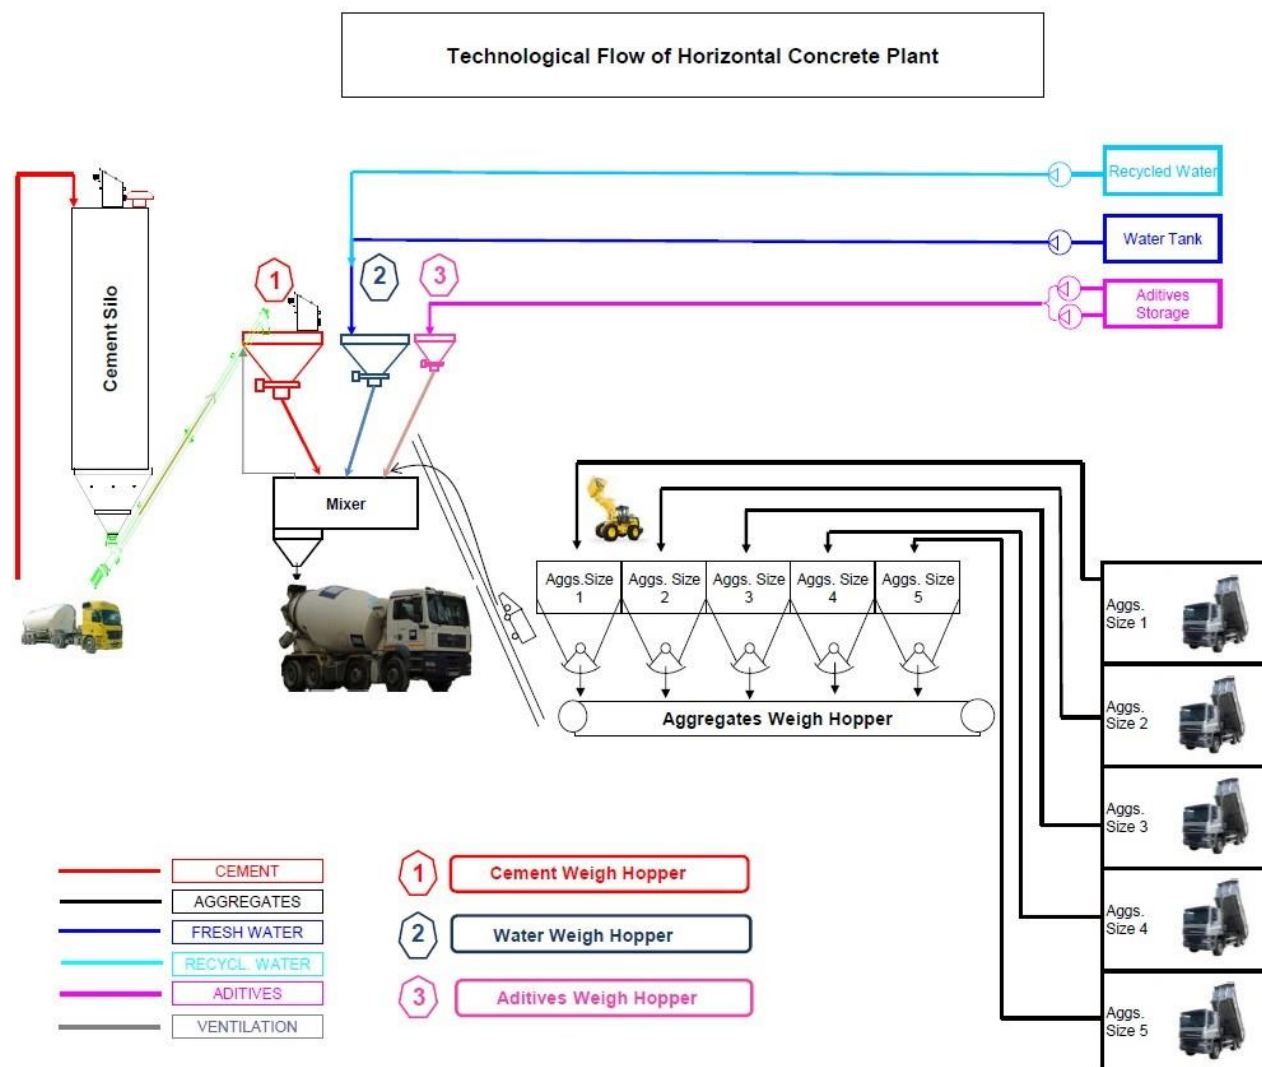 Technological Flow of Horizontal Concrete Plant
Recycled Water
Water Tank
Aditives
Storage
1
2
3
Cement Silo
Mixer
Aggs.Size
1
Aggs. Size
2
Aggs. Size
3
Aggs. Size
4
Aggs. Size
5
Aggregates Weigh Hopper
Aggs.
Size 1
Aggs.
Size 2
Aggs.
Size 3
Aggs.
Size 4
Aggs.
Size 5
CEMENT
AGGREGATES
FRESH WATER
RECYCL. WATER
ADITIVES
VENTILATION
1
Cement Weigh Hopper
2
Water Weigh Hopper
3
Aditives Weigh Hopper